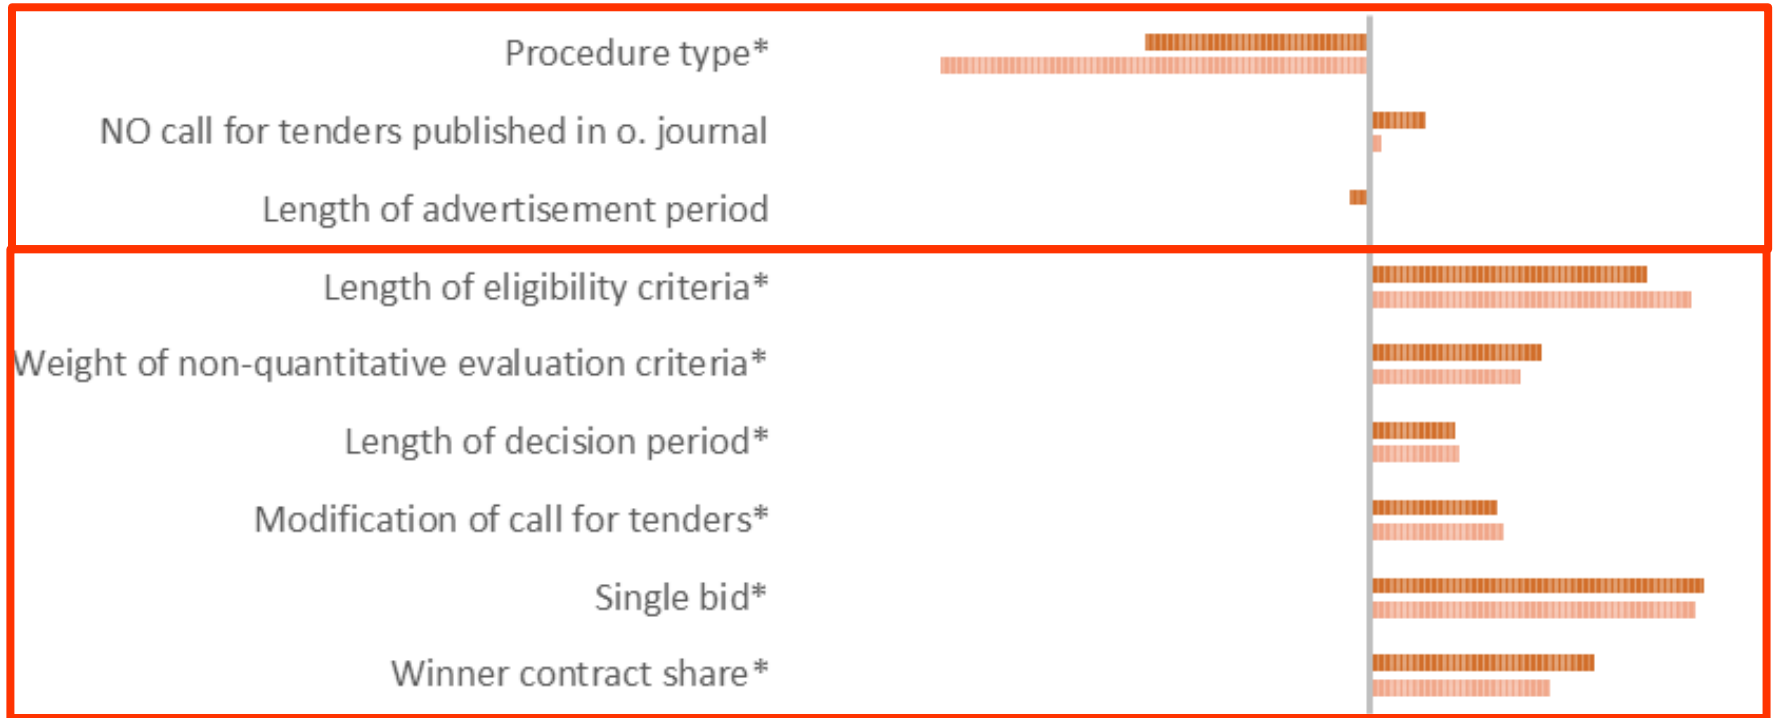 Procedure type*
NO call for tenders published in o. journal
Length of advertisement period
Length of eligibility criteria*
Weight of non-quantitative evaluation criteria*
Length of decision period*
Modification of call for tenders*
Single bid*
Winner contract share*